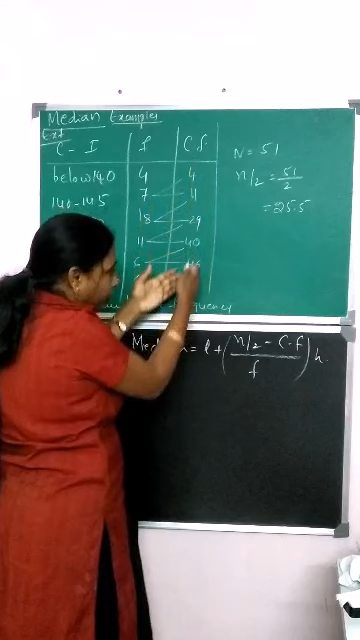 Median Examples
Ex1
C - I f C.f.
below 140 4 4
140-145 7 11
18 29
11 40
6
N = 51
n/2 = 51/2
= 25.5
= l + (n/2 - C.f / f) h.